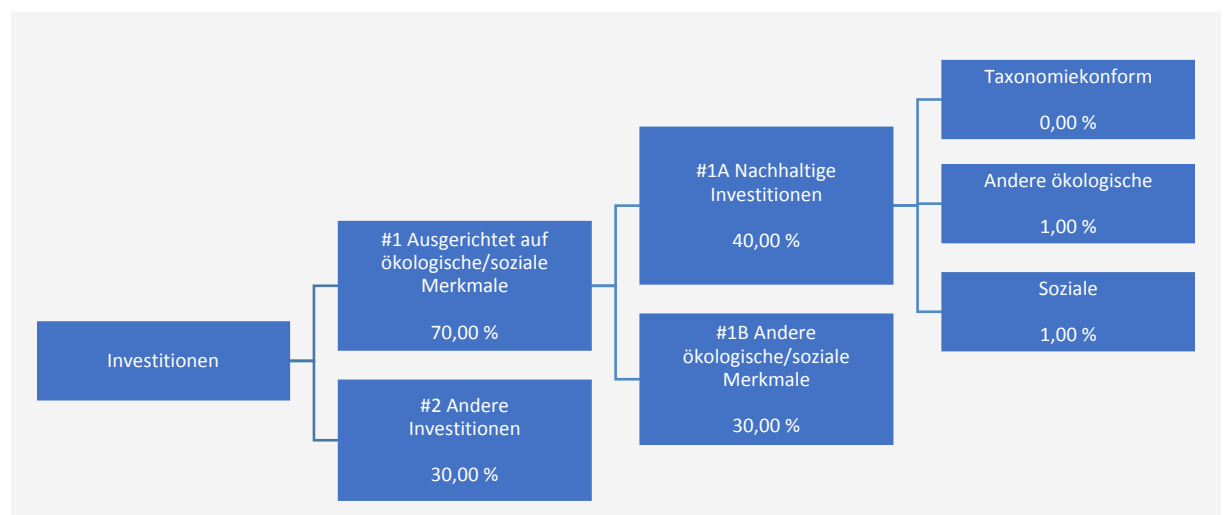 Investitionen
#1 Ausgerichtet auf
ökologische/soziale
Merkmale
70,00 %
#2 Andere
Investitionen
30,00 %
#1A Nachhaltige
Investitionen
40,00 %
#1B Andere
ökologische/soziale
Merkmale
30,00 %
Taxonomiekonform
0,00 %
Andere ökologische
1,00 %
Soziale
1,00 %